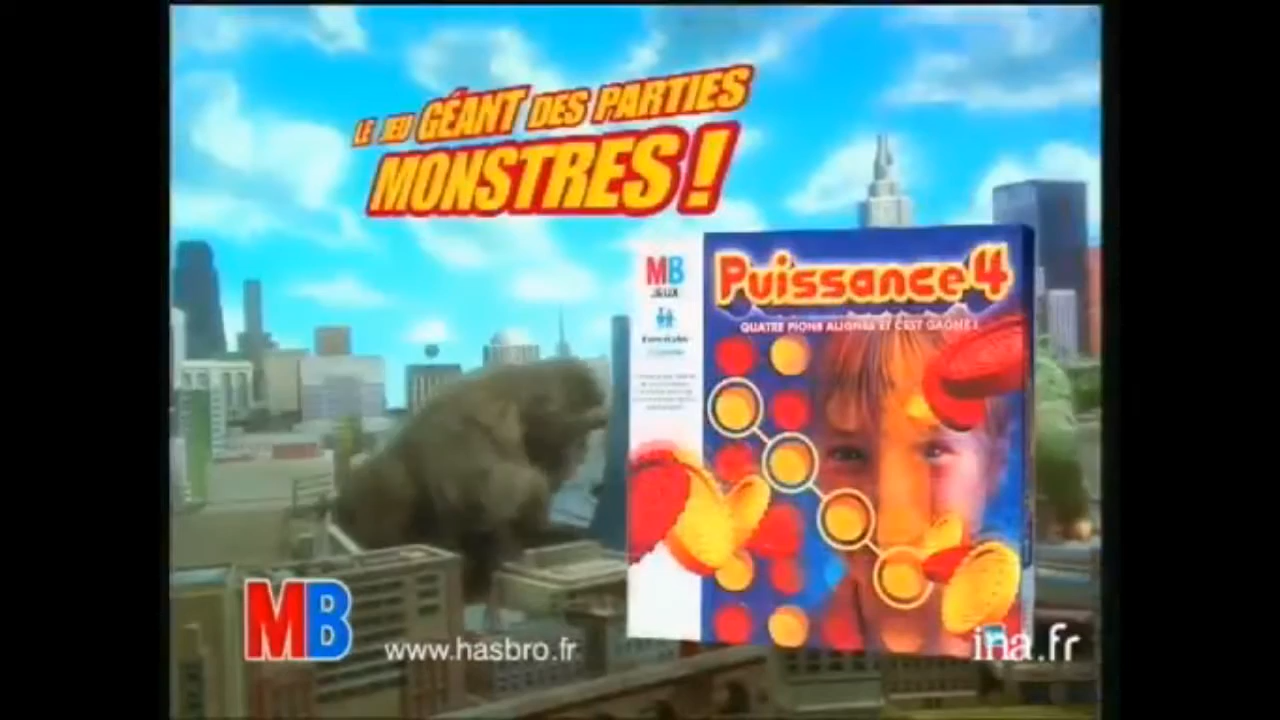 LE JEU GÉANT DES PARTIES
MONSTRES !
MB
JEUX
Puissance 4
QUATRE PIONS ALIGNÉS ET C'EST GAGNÉ !
MB
www.hasbro.fr
ina.fr